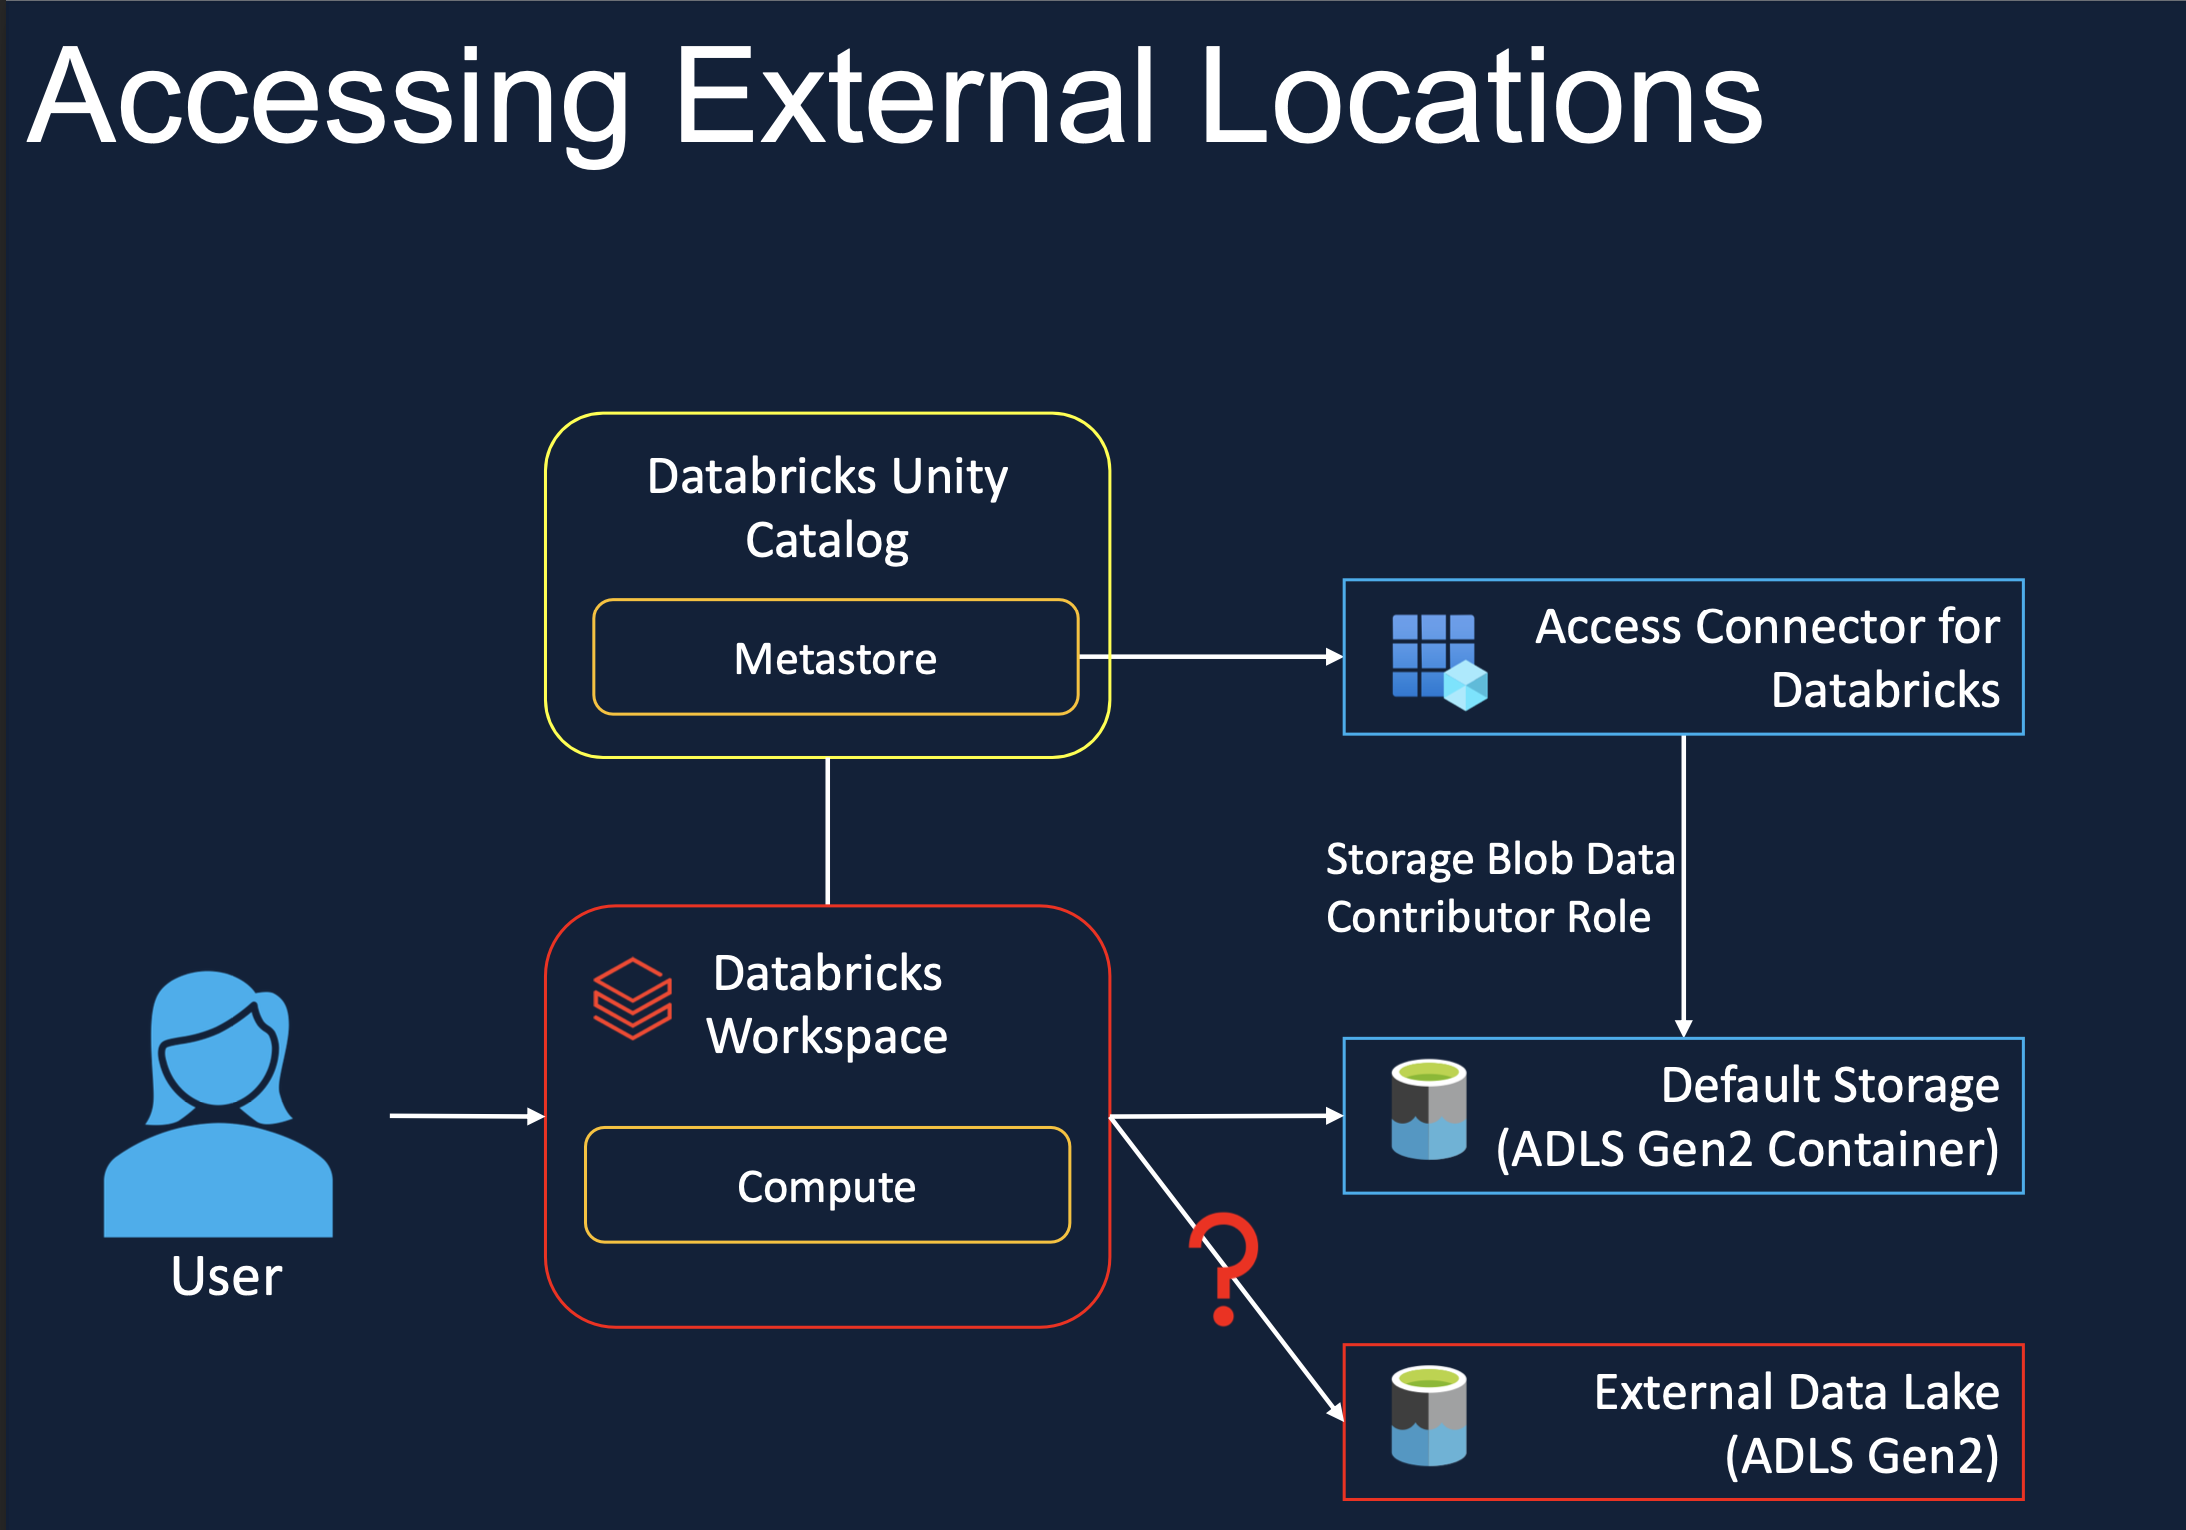 Accessing External Locations
Databricks Unity
Catalog
Metastore
Access Connector for
Databricks
Storage Blob Data
Contributor Role
Databricks
Workspace
Compute
User
Default Storage
(ADLS Gen2 Container)
?
External Data Lake
(ADLS Gen2)